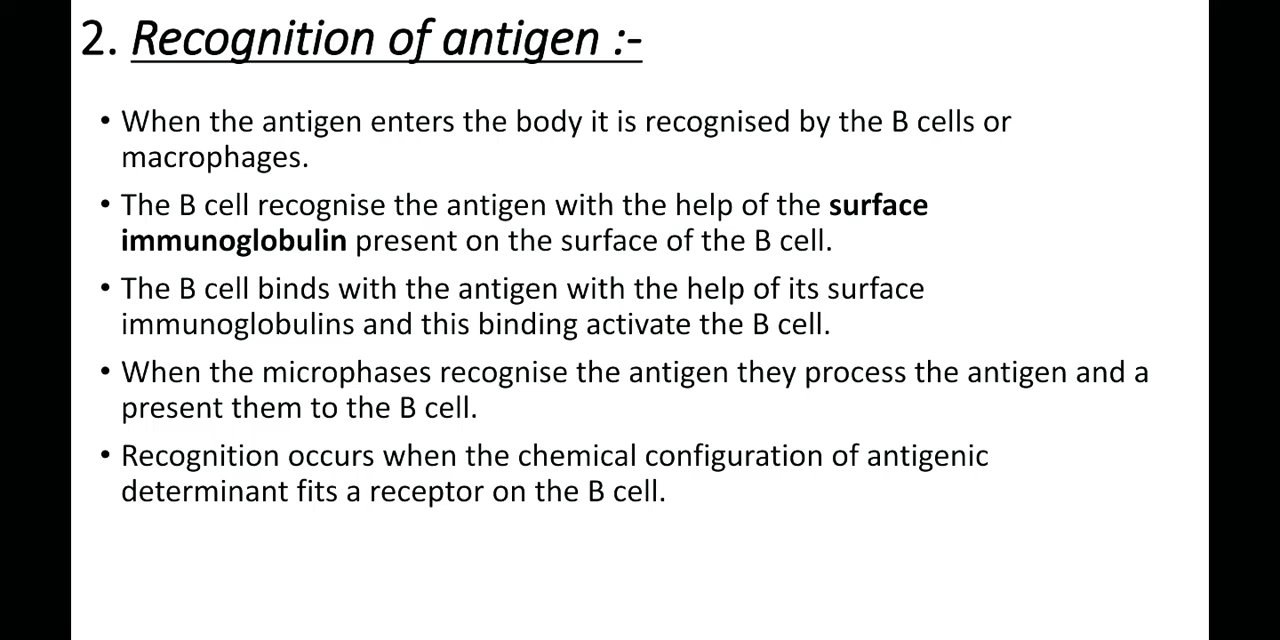 2. Recognition of antigen :-
• When the antigen enters the body it is recognised by the B cells or
macrophages.
• The B cell recognise the antigen with the help of the surface
immunoglobulin present on the surface of the B cell.
• The B cell binds with the antigen with the help of its surface
immunoglobulins and this binding activate the B cell.
• When the microphases recognise the antigen they process the antigen and a
present them to the B cell.
• Recognition occurs when the chemical configuration of antigenic
determinant fits a receptor on the B cell.